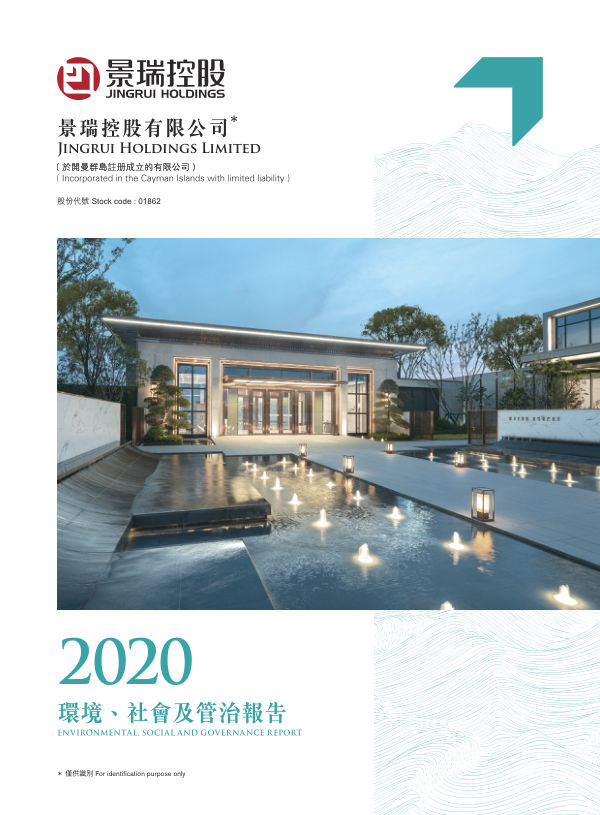 景瑞控股
JINGRUI HOLDINGS
景瑞控股有限公司*
JINGRUI HOLDINGS LIMITED
(於開曼群島註册成立的有限公司)
(Incorporated in the Cayman Islands with limited liability)
股份代號 Stock code : 01862
2020
環境、社會及管治報告
ENVIRONMENTAL, SOCIAL AND GOVERNANCE REPORT
* 僅供識別 For identification purpose only